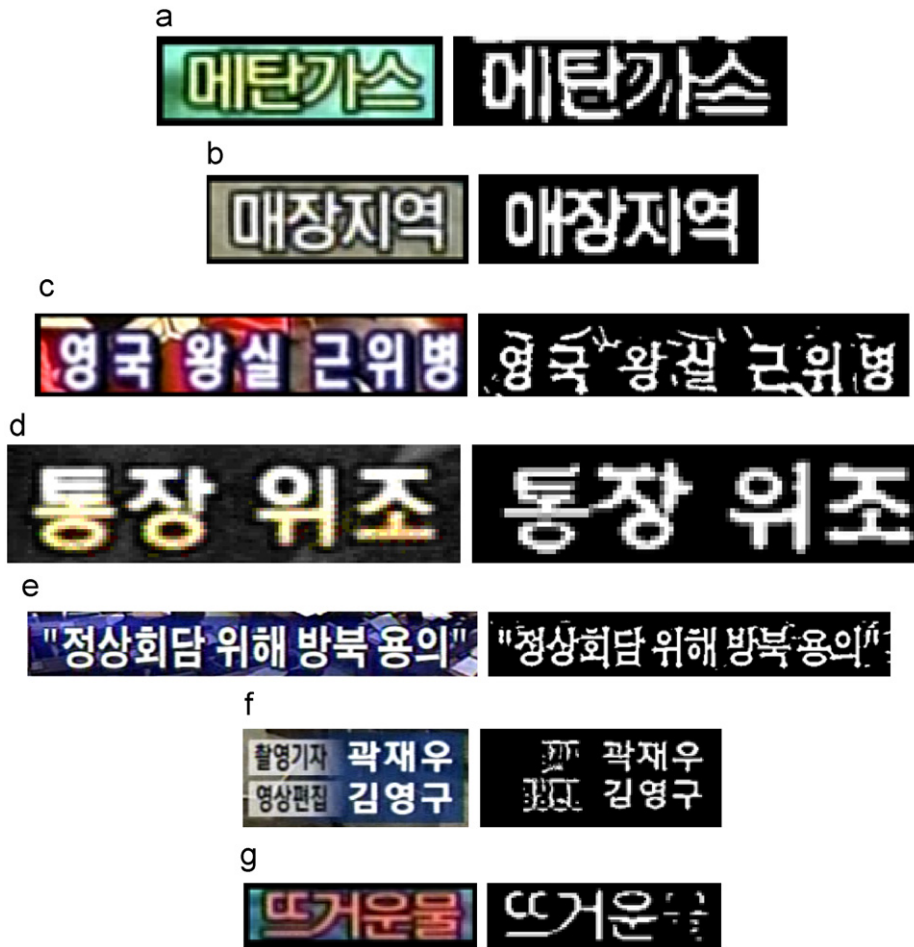 a
메탄가스 메탄가스
b
매장지역 애장지역
c
영국 왕실 근위병 영국 왕실 근위병
d
통장 위조 통장 위조
e
"정상회담 위해 방북 용의" "정상회담 위해 방북 용의"
f
촬영기자 곽재우 곽재우
영상편집 김영구 김영구
g
뜨거운물 뜨거운